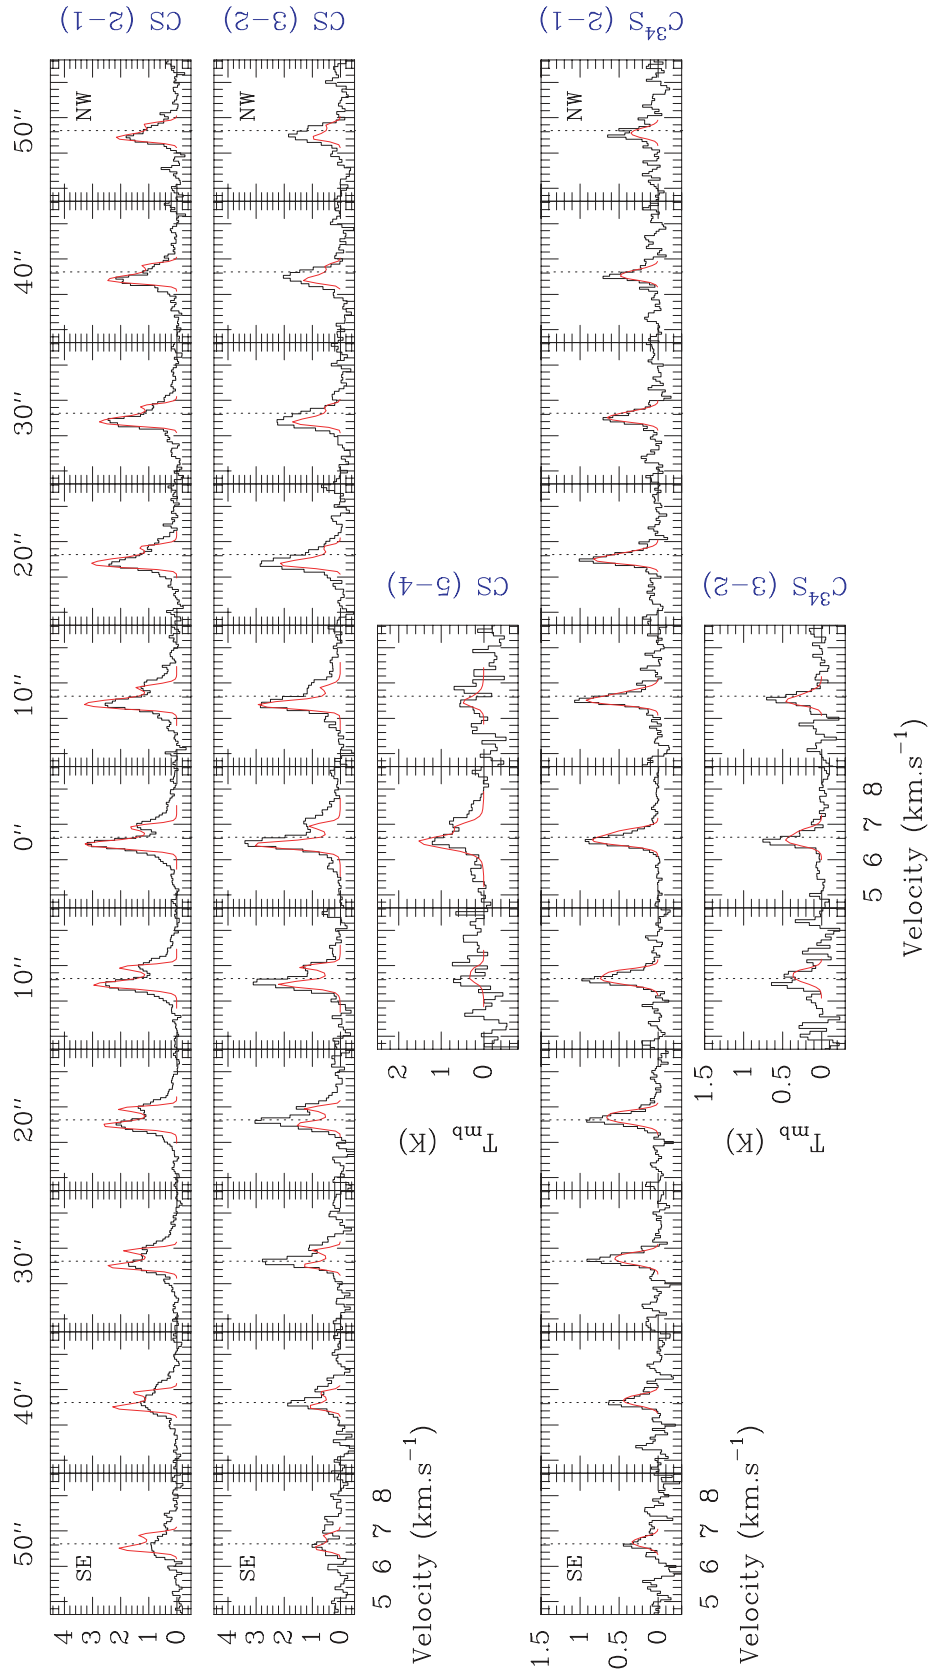 50″ 40″ 30″ 20″ 10″ 0″ 10″ 20″ 30″ 40″ 50″
CS (2−1)
4 3 2 1 0
SE
NW
CS (3−2)
4 3 2 1 0
SE
NW
5 6 7 8
Velocity (km.s⁻¹)
CS (5−4)
2 1 0
T_mb (K)
C³⁴S (2−1)
1.5 1 0.5 0
SE
NW
5 6 7 8
Velocity (km.s⁻¹)
C³⁴S (3−2)
1.5 1 0.5 0
T_mb (K)
5 6 7 8
Velocity (km.s⁻¹)